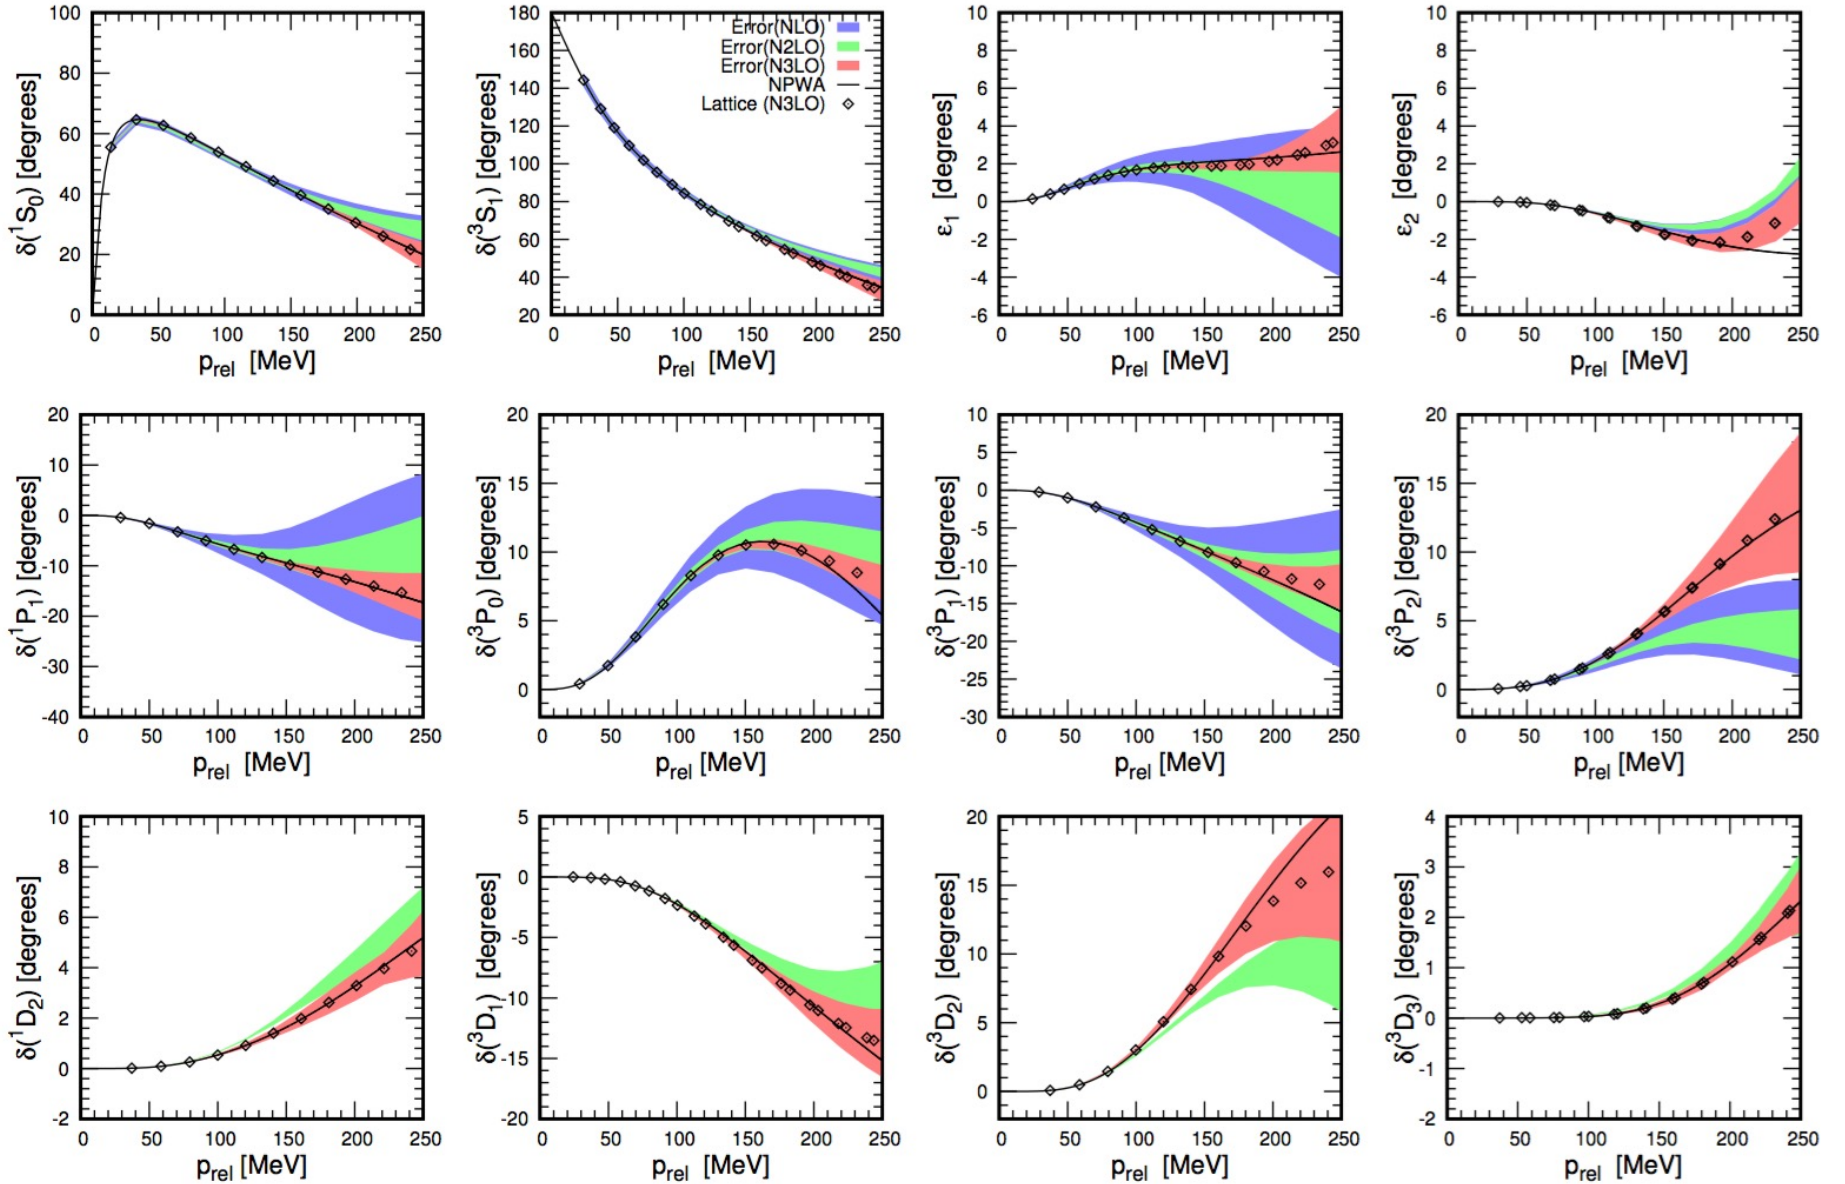 100
80
60
40
20
0
δ(¹S₀) [degrees]
0 50 100 150 200 250
p_rel [MeV]
180
160
140
120
100
80
60
40
20
δ(³S₁) [degrees]
Error(NLO)
Error(N2LO)
Error(N3LO)
NPWA
Lattice (N3LO)
0 50 100 150 200 250
p_rel [MeV]
10
8
6
4
2
0
-2
-4
-6
ε₁ [degrees]
0 50 100 150 200 250
p_rel [MeV]
10
8
6
4
2
0
-2
-4
-6
ε₂ [degrees]
0 50 100 150 200 250
p_rel [MeV]
20
10
0
-10
-20
-30
-40
δ(¹P₁) [degrees]
0 50 100 150 200 250
p_rel [MeV]
20
15
10
5
0
δ(³P₀) [degrees]
0 50 100 150 200 250
p_rel [MeV]
10
5
0
-5
-10
-15
-20
-25
-30
δ(³P₁) [degrees]
0 50 100 150 200 250
p_rel [MeV]
20
15
10
5
0
δ(³P₂) [degrees]
0 50 100 150 200 250
p_rel [MeV]
10
8
6
4
2
0
-2
δ(¹D₂) [degrees]
0 50 100 150 200 250
p_rel [MeV]
5
0
-5
-10
-15
-20
δ(³D₁) [degrees]
0 50 100 150 200 250
p_rel [MeV]
20
15
10
5
0
δ(³D₂) [degrees]
0 50 100 150 200 250
p_rel [MeV]
4
3
2
1
0
-1
-2
δ(³D₃) [degrees]
0 50 100 150 200 250
p_rel [MeV]